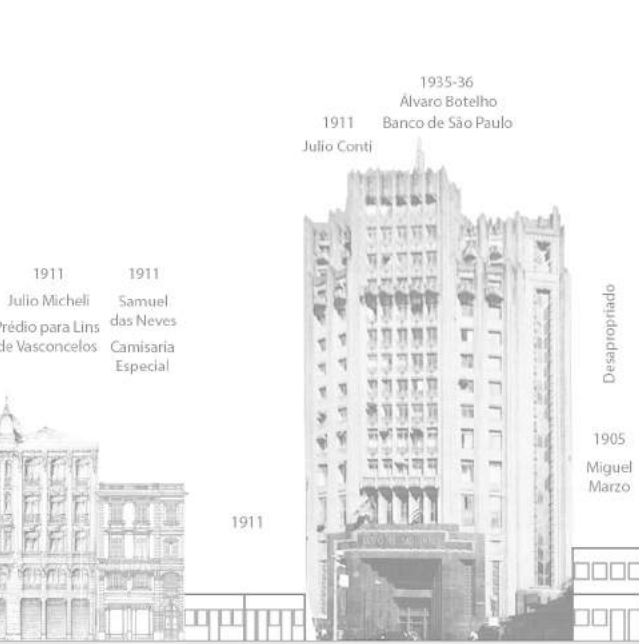 1935-36
Álvaro Botelho
Banco de São Paulo
1911
Julio Conti
1911
Julio Micheli
Prédio para Lins
de Vasconcelos
1911
Samuel
das Neves
Camisaria
Especial
1911
Desapropriado
1905
Miguel
Marzo